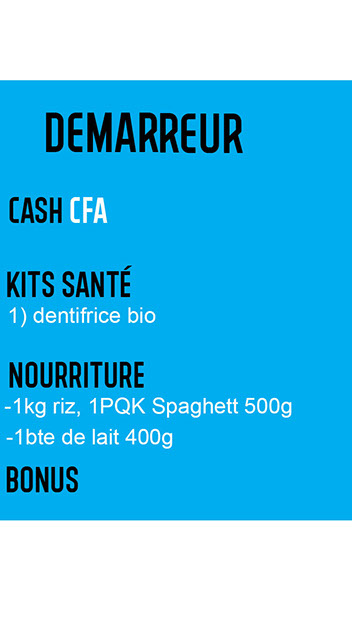 DEMARREUR
CASH CFA
KITS SANTÉ
1) dentifrice bio
NOURRITURE
-1kg riz, 1PQK Spaghett 500g
-1bte de lait 400g
BONUS